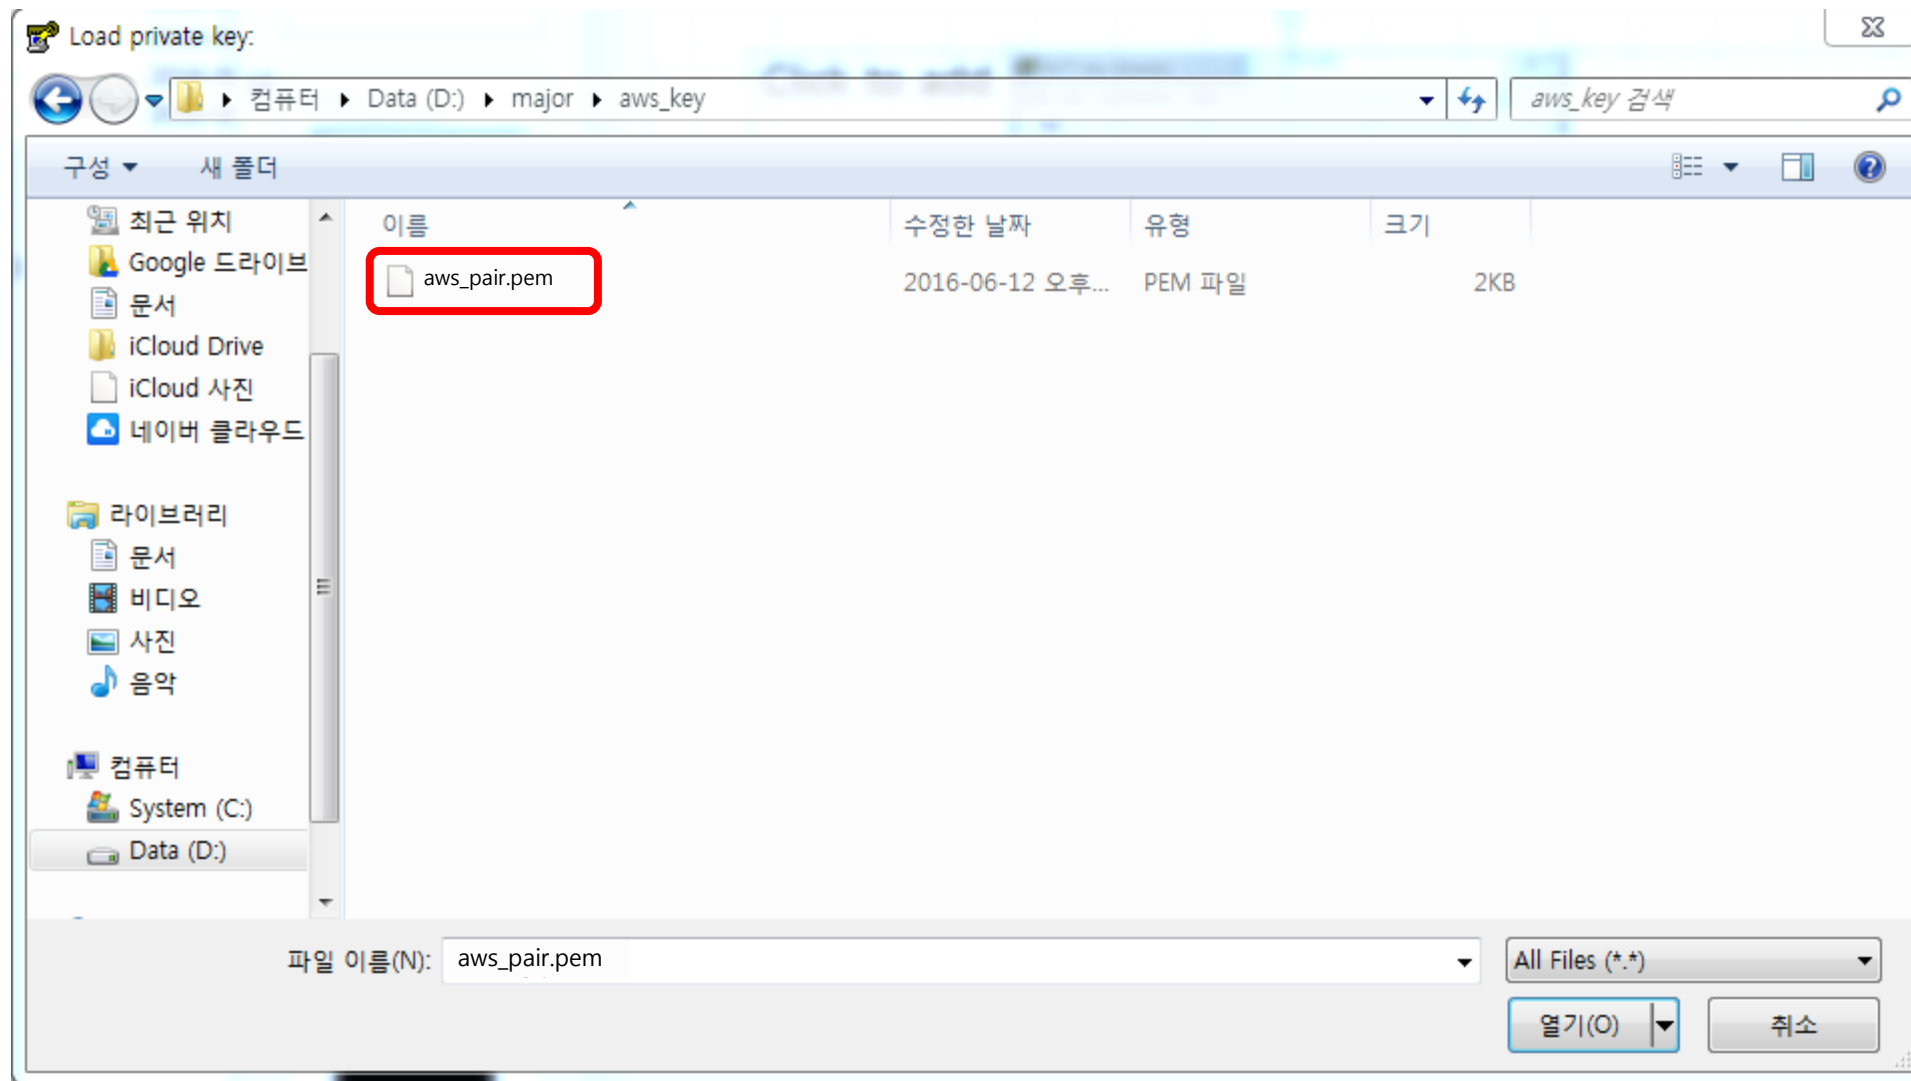 Load private key:
컴퓨터 Data (D:) major aws_key
aws_key 검색
구성 새 폴더
최근 위치
Google 드라이브
문서
iCloud Drive
iCloud 사진
네이버 클라우드
라이브러리
문서
비디오
사진
음악
컴퓨터
System (C:)
Data (D:)
이름 수정한 날짜 유형 크기
aws_pair.pem 2016-06-12 오후... PEM 파일 2KB
파일 이름(N): aws_pair.pem
All Files (*.*)
열기(O) 취소